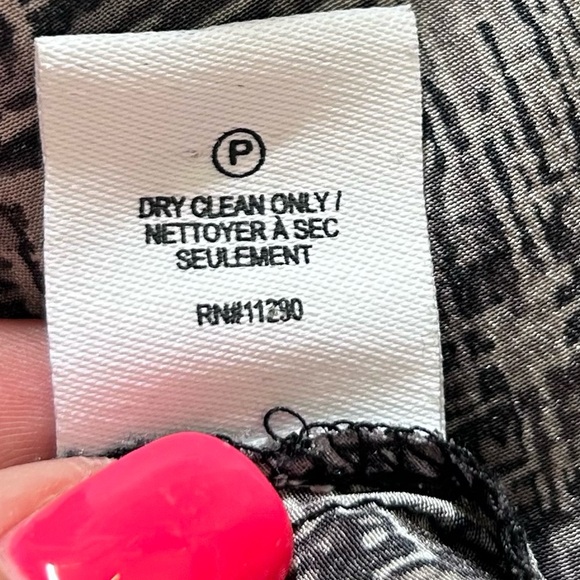 P
DRY CLEAN ONLY /
NETTOYER À SEC
SEULEMENT
RN#11290